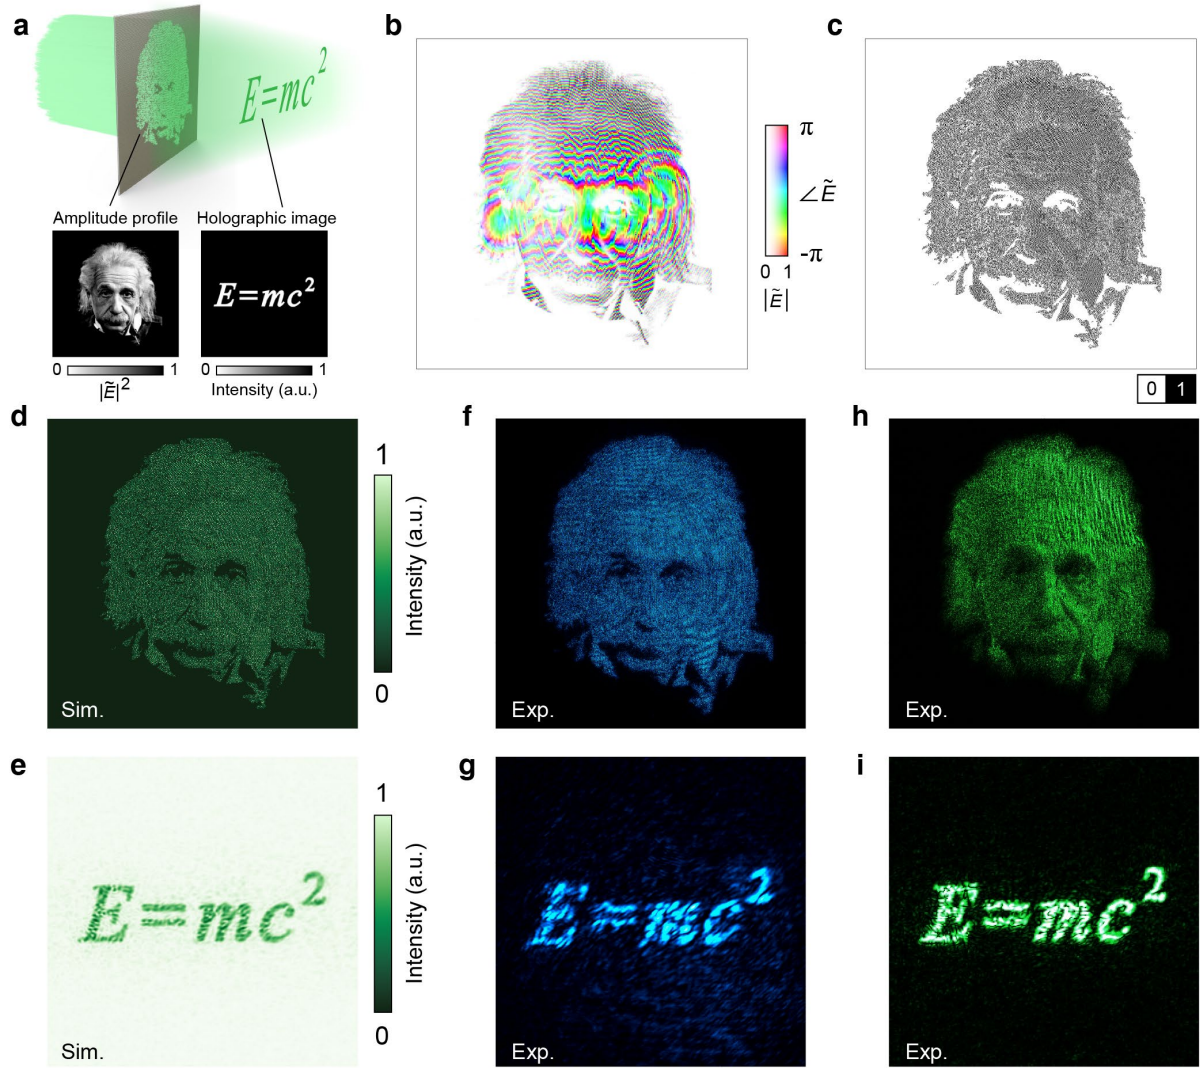 a
E=mc²
Amplitude profile
Holographic image
E=mc²
0 1
|Ẽ|²
0 1
Intensity (a.u.)
b
π
∠Ẽ
-π
0 1
|Ẽ|
c
0 1
d
Sim.
1
Intensity (a.u.)
0
f
Exp.
h
Exp.
e
E=mc²
Sim.
1
Intensity (a.u.)
0
g
E=mc²
Exp.
i
E=mc²
Exp.